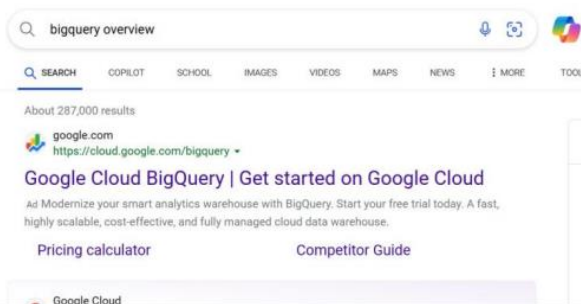 bigquery overview
SEARCH COPILOT SCHOOL IMAGES VIDEOS MAPS NEWS MORE TOOL
About 287,000 results
google.com
https://cloud.google.com/bigquery
Google Cloud BigQuery | Get started on Google Cloud
Ad Modernize your smart analytics warehouse with BigQuery. Start your free trial today. A fast,
highly scalable, cost-effective, and fully managed cloud data warehouse.
Pricing calculator Competitor Guide
Google Cloud